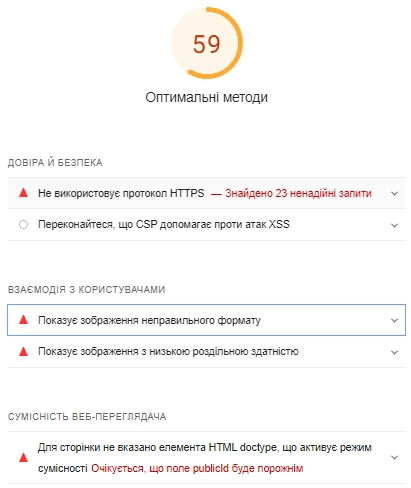 59
Оптимальні методи
ДОВІРА Й БЕЗПЕКА
Не використовує протокол HTTPS — Знайдено 23 ненадійні запити
Переконайтеся, що CSP допомагає проти атак XSS
ВЗАЄМОДІЯ З КОРИСТУВАЧАМИ
Показує зображення неправильного формату
Показує зображення з низькою роздільною здатністю
СУМІСНІСТЬ ВЕБ-ПЕРЕГЛЯДАЧА
Для сторінки не вказано елемента HTML doctype, що активує режим
сумісності Очікується, що поле publicId буде порожнім